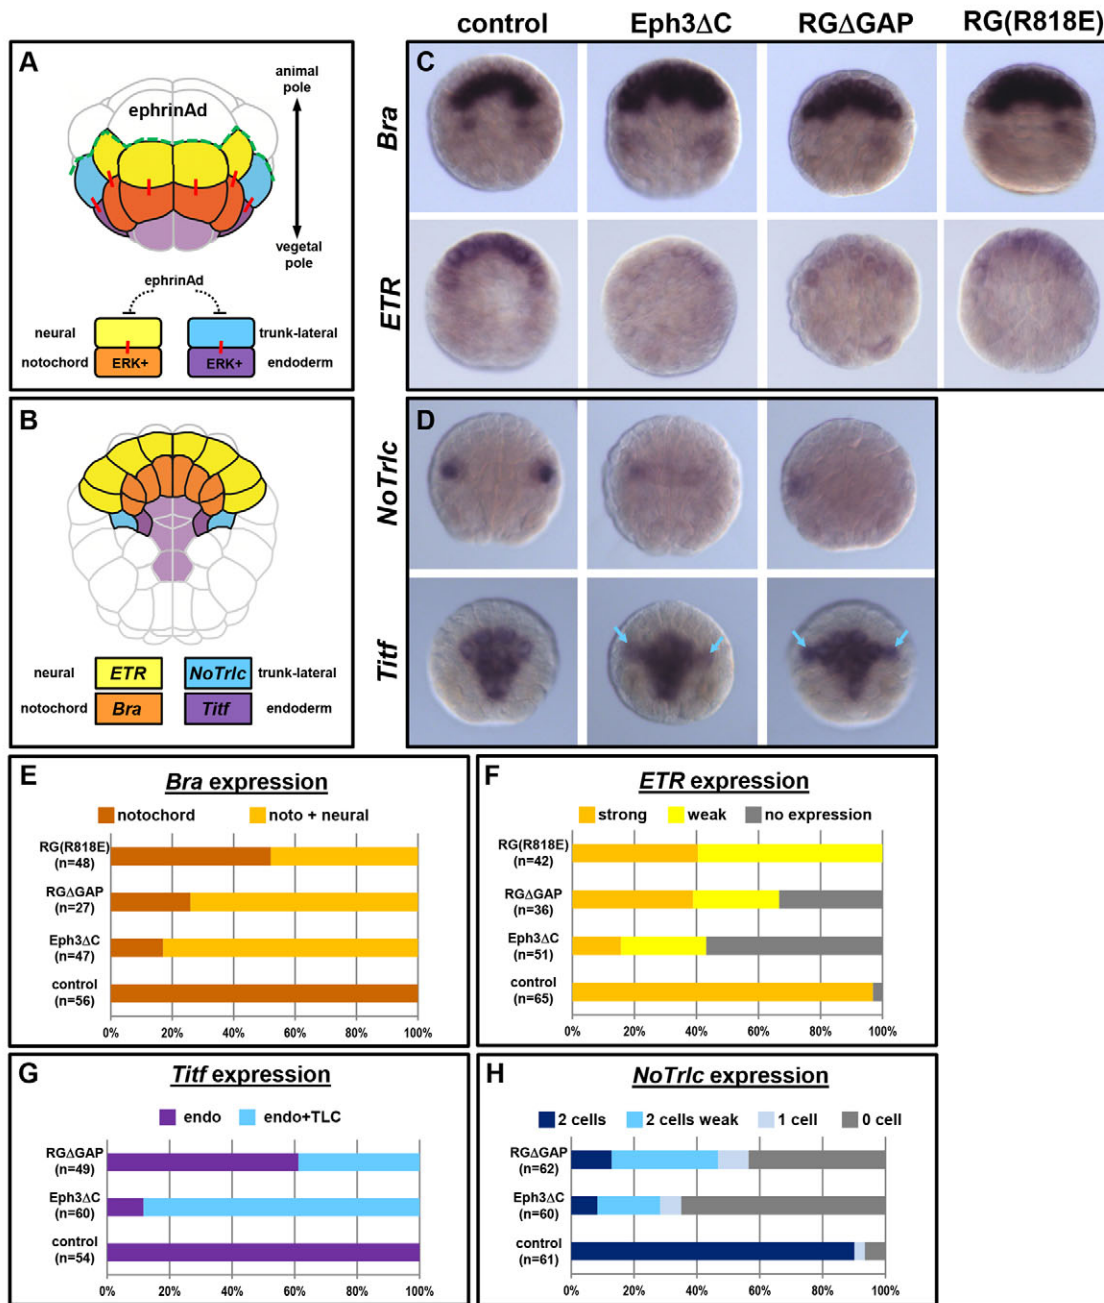 control Eph3ΔC RGΔGAP RG(R818E)
A
animal
pole
ephrinAd
vegetal
pole
ephrinAd
neural trunk-lateral
notochord ERK+ ERK+ endoderm
B
neural ETR NoTrlc trunk-lateral
notochord Bra Titf endoderm
C
Bra
ETR
D
NoTrlc
Titf
E
Bra expression
notochord noto + neural
RG(R818E)
(n=48)
RGΔGAP
(n=27)
Eph3ΔC
(n=47)
control
(n=56)
0% 20% 40% 60% 80% 100%
F
ETR expression
strong weak no expression
RG(R818E)
(n=42)
RGΔGAP
(n=36)
Eph3ΔC
(n=51)
control
(n=65)
0% 20% 40% 60% 80% 100%
G
Titf expression
endo endo+TLC
RGΔGAP
(n=49)
Eph3ΔC
(n=60)
control
(n=54)
0% 20% 40% 60% 80% 100%
H
NoTrlc expression
2 cells 2 cells weak 1 cell 0 cell
RGΔGAP
(n=62)
Eph3ΔC
(n=60)
control
(n=61)
0% 20% 40% 60% 80% 100%